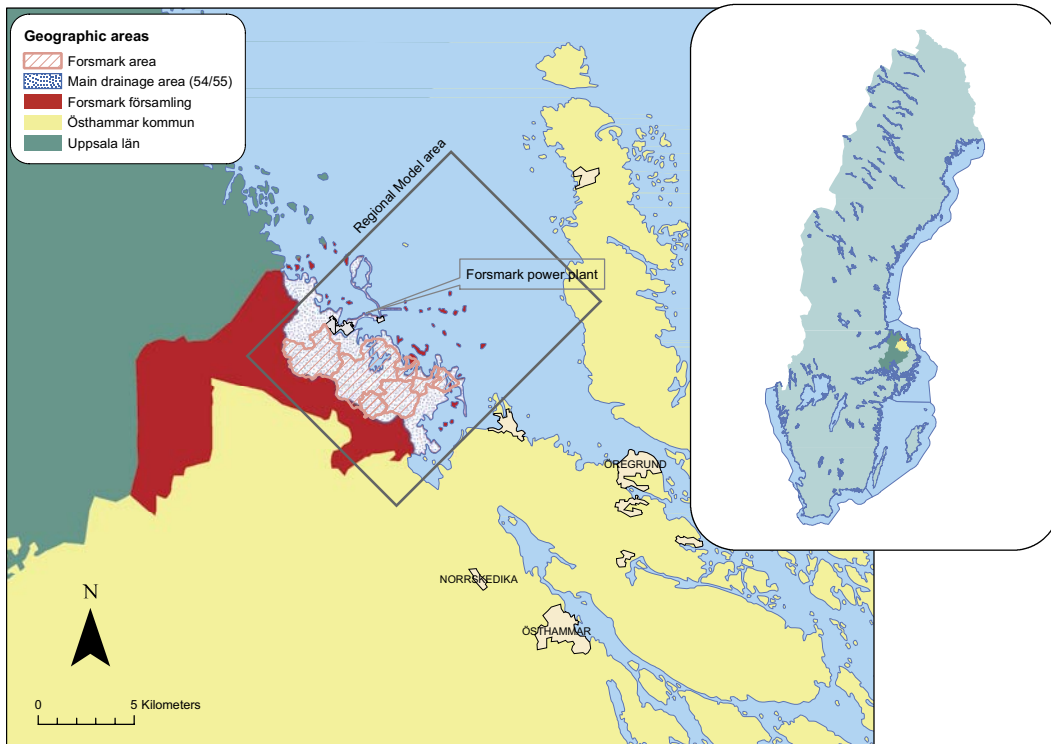 Geographic areas
Forsmark area
Main drainage area (54/55)
Forsmark församling
Östhammar kommun
Uppsala län
Regional Model area
Forsmark power plant
ÖREGRUND
NORRSKEDIKA
ÖSTHAMMAR
N
0 5 Kilometers